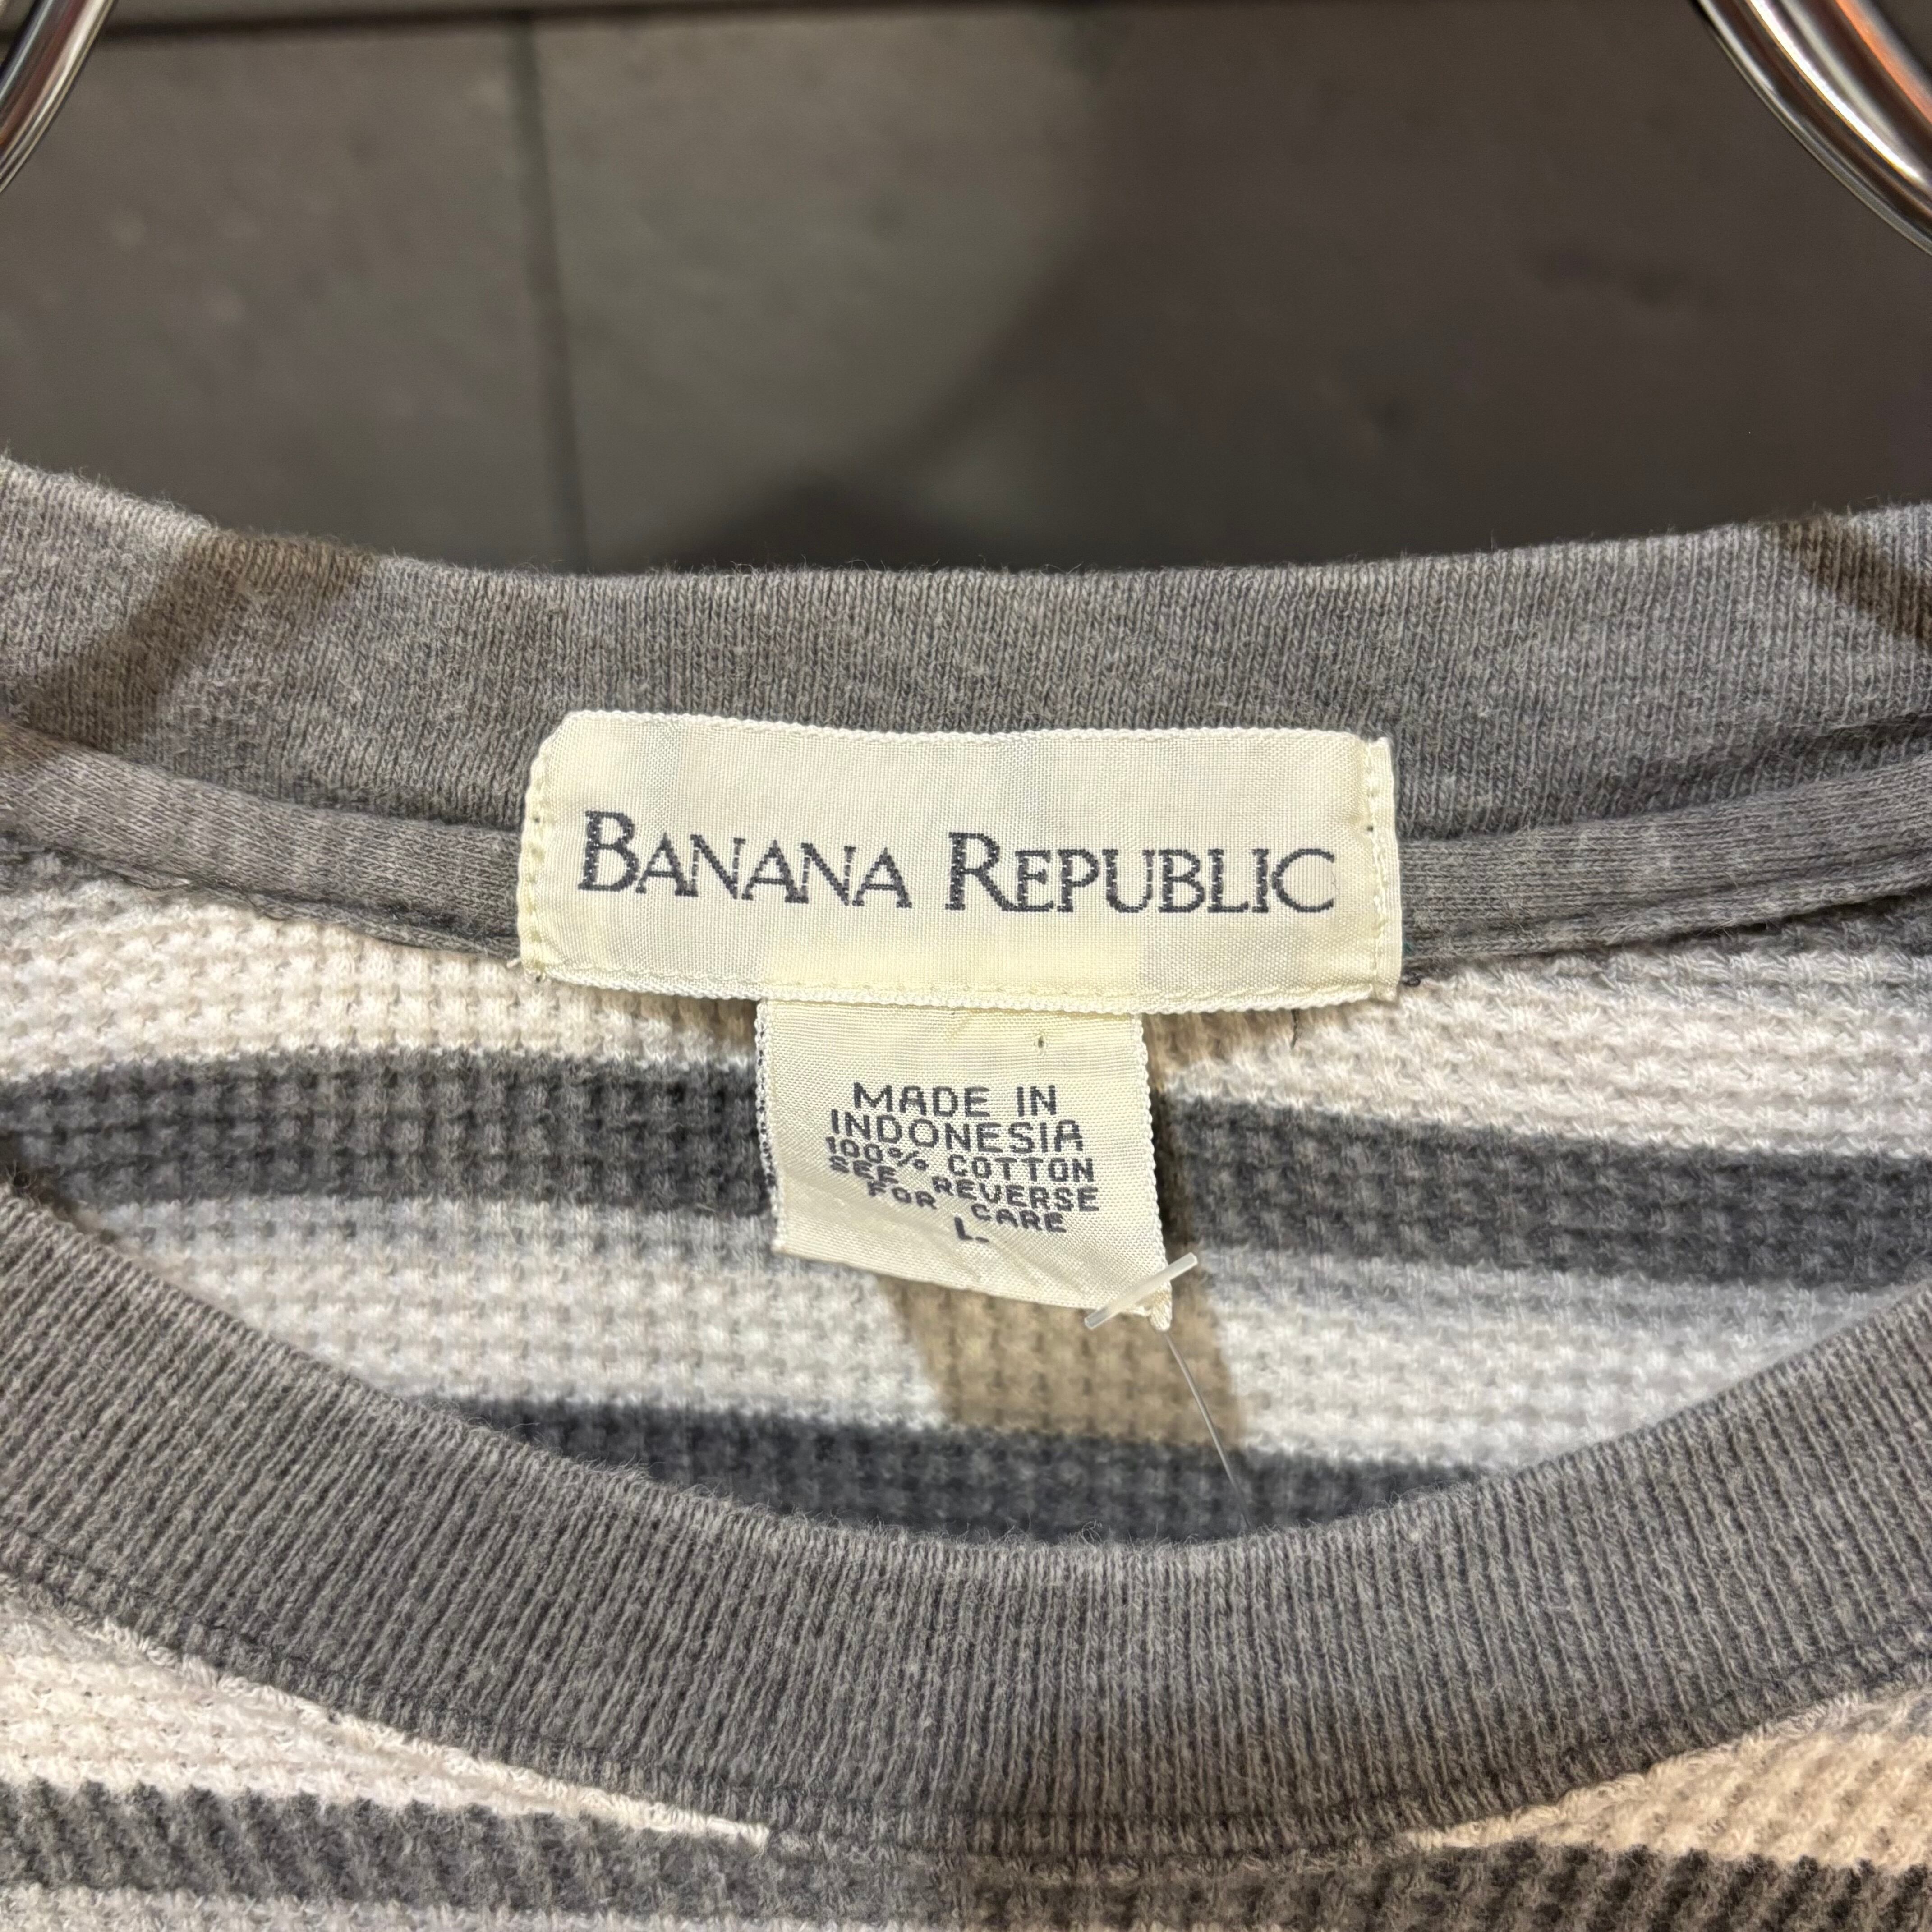 BANANA REPUBLIC
MADE IN
INDONESIA
100% COTTON
SEE REVERSE
FOR CARE
L.